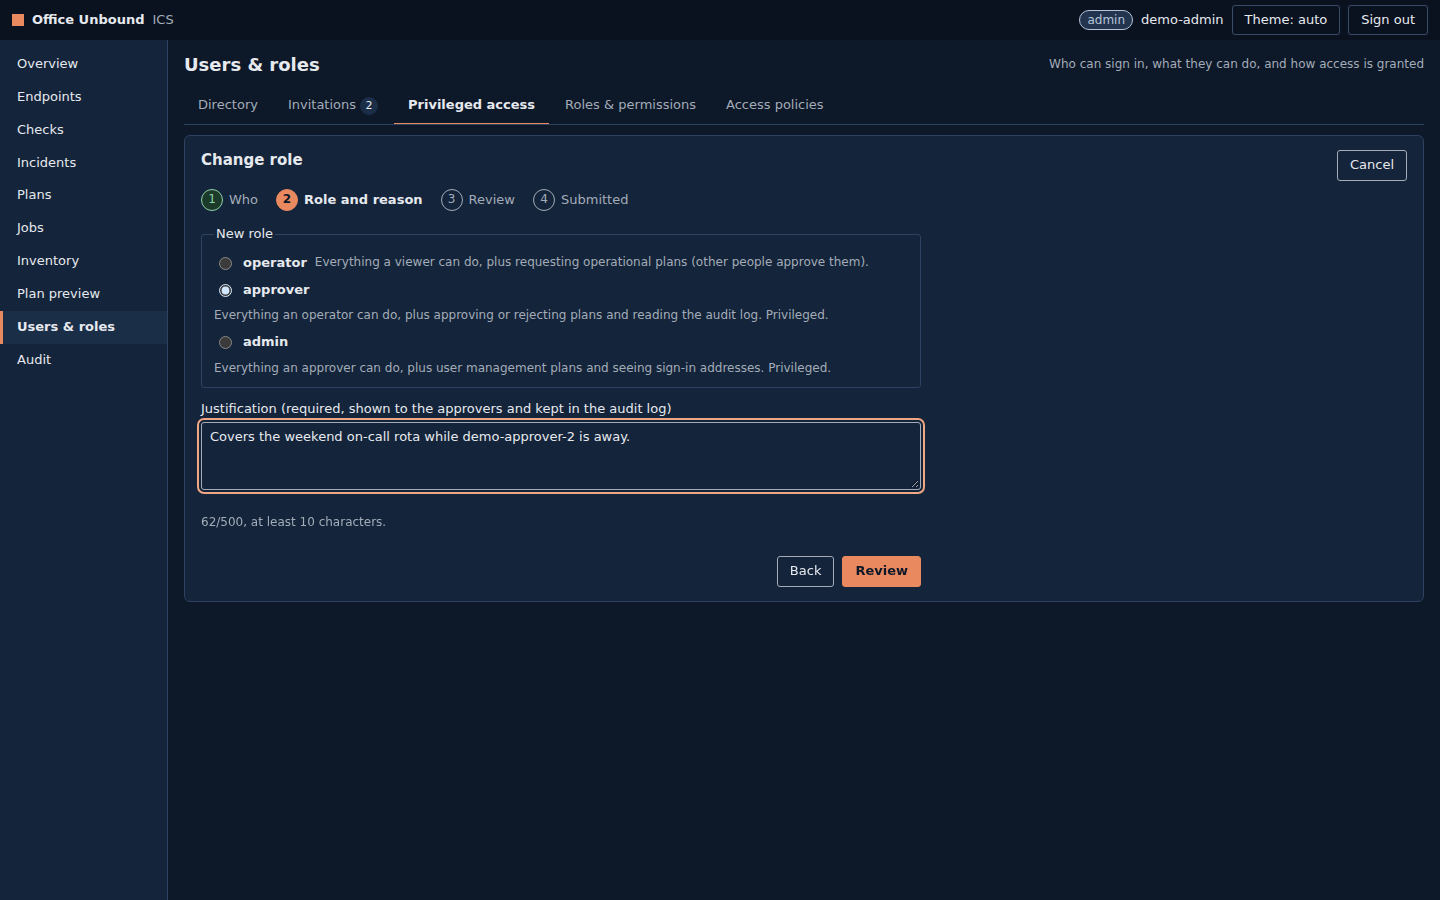 Office Unbound ICS
admin demo-admin Theme: auto Sign out
Overview
Endpoints
Checks
Incidents
Plans
Jobs
Inventory
Plan preview
Users & roles
Audit
Users & roles
Who can sign in, what they can do, and how access is granted
Directory Invitations 2 Privileged access Roles & permissions Access policies
Change role
Cancel
1 Who 2 Role and reason 3 Review 4 Submitted
New role
operator Everything a viewer can do, plus requesting operational plans (other people approve them).
approver
Everything an operator can do, plus approving or rejecting plans and reading the audit log. Privileged.
admin
Everything an approver can do, plus user management plans and seeing sign-in addresses. Privileged.
Justification (required, shown to the approvers and kept in the audit log)
Covers the weekend on-call rota while demo-approver-2 is away.
62/500, at least 10 characters.
Back Review